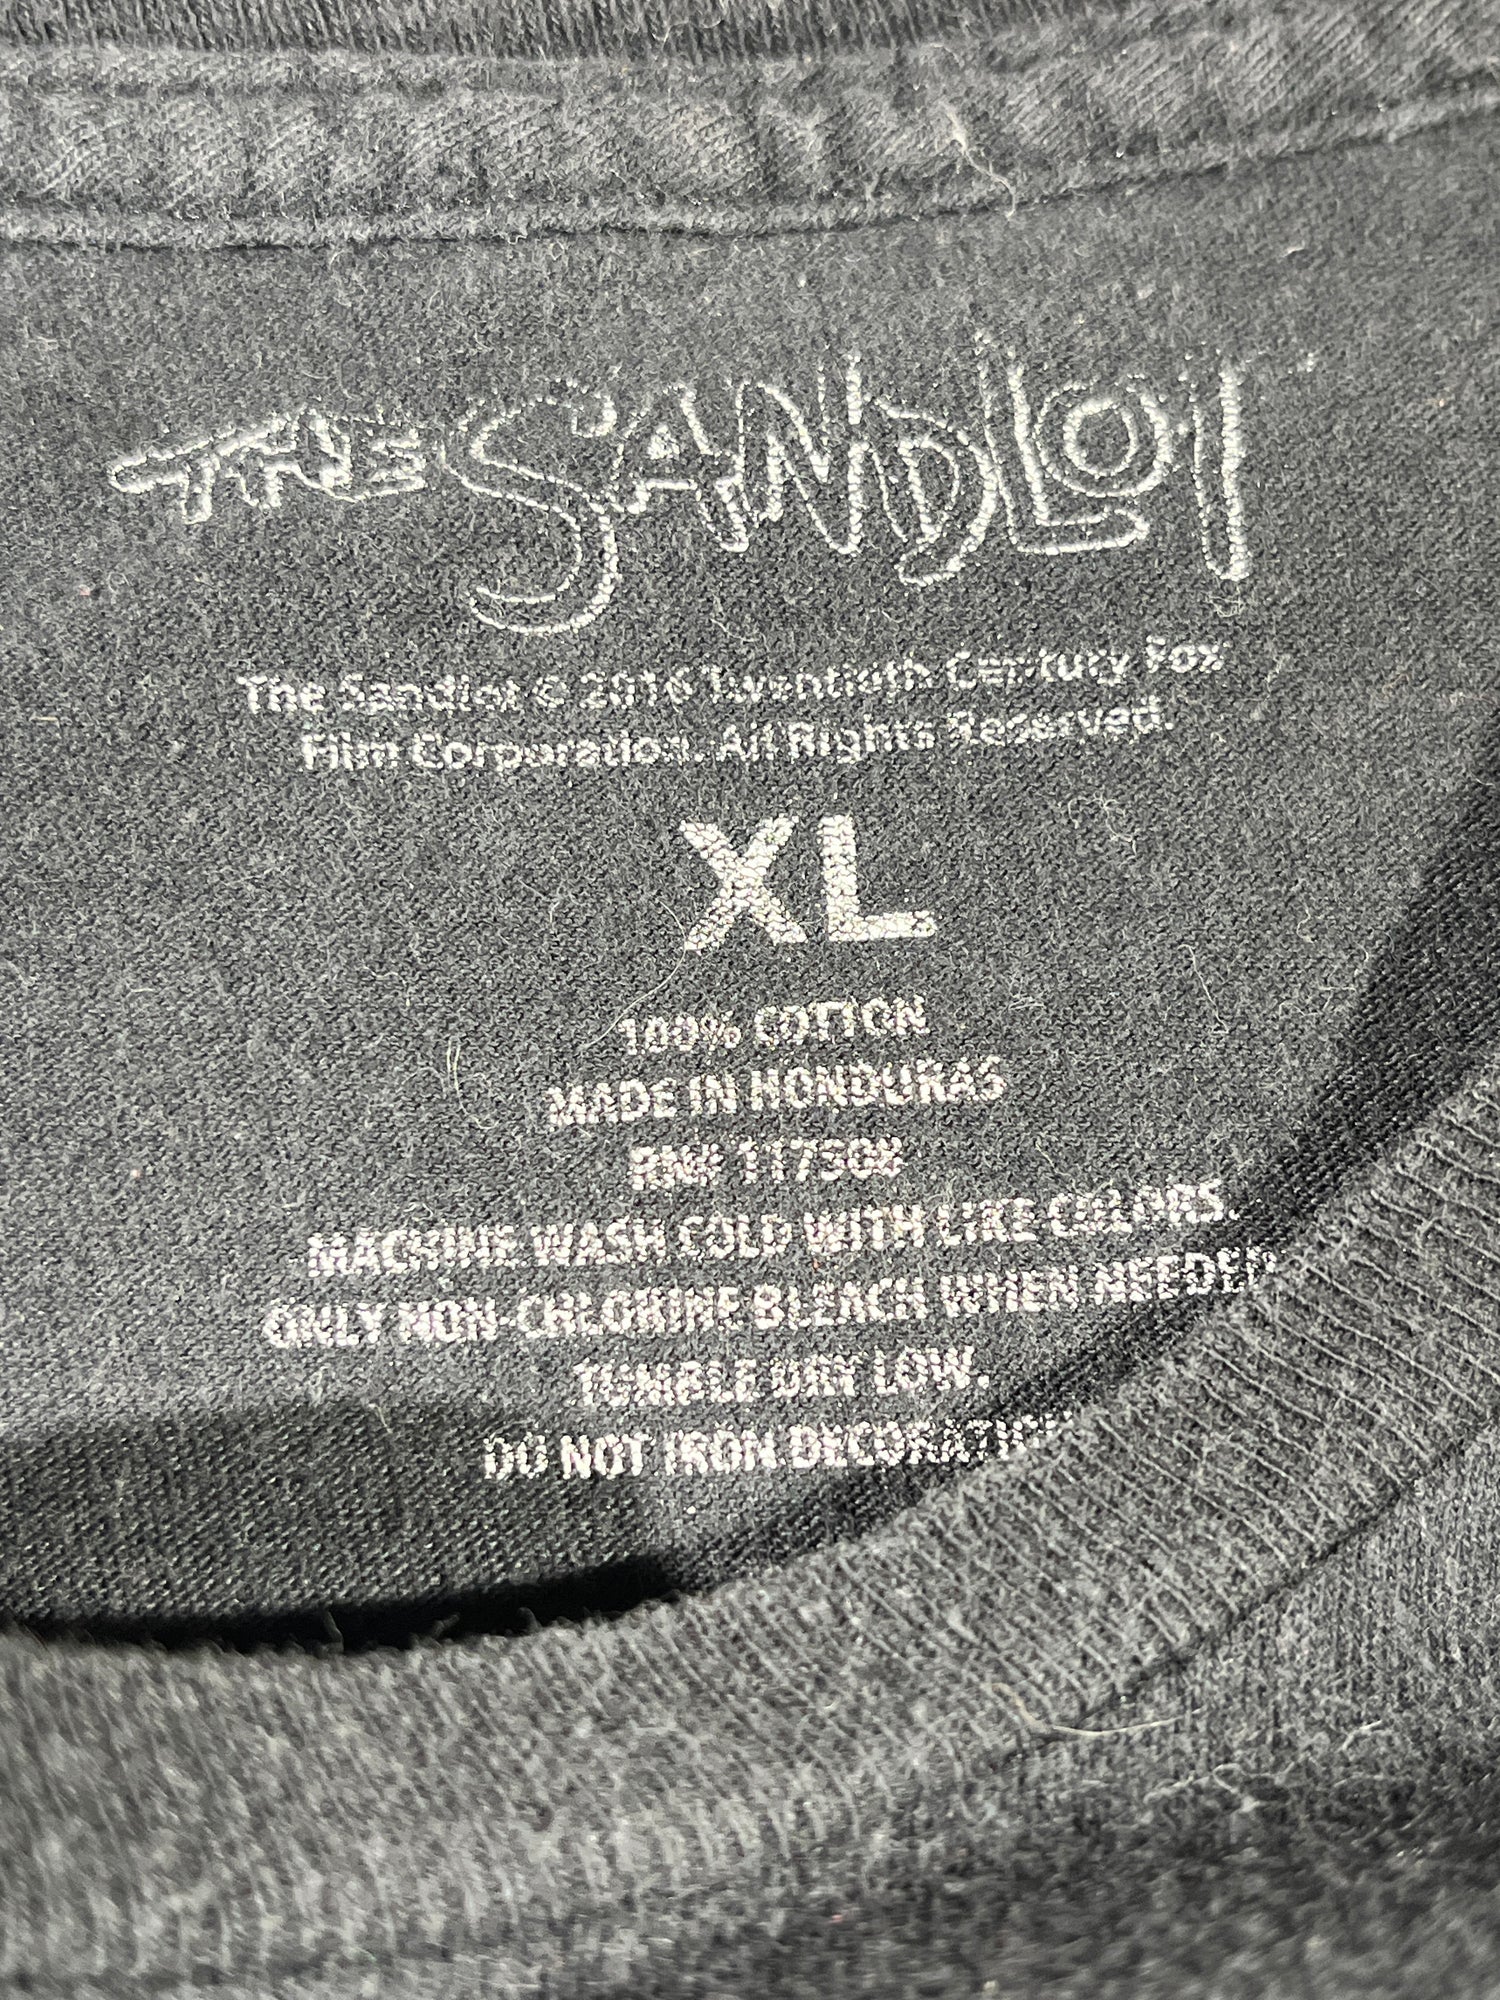 THE SANDLOT
The Sandlot © 2016 Twentieth Century Fox
Film Corporation. All Rights Reserved.
XL
100% COTTON
MADE IN HONDURAS
RN#
MACHINE WASH COLD WITH LIKE COLORS.
ONLY NON-CHLORINE BLEACH WHEN NEEDED
TUMBLE DRY LOW.
DO NOT IRON DECORATION